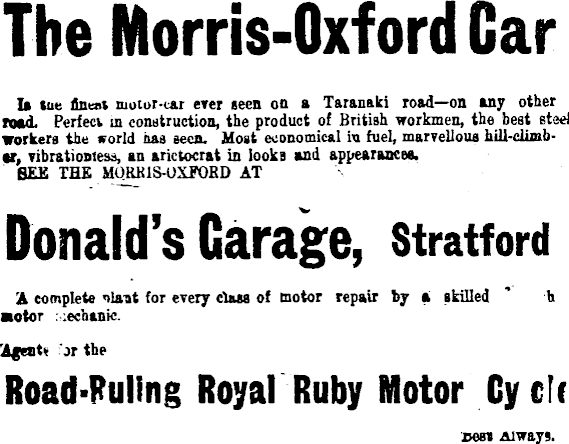 The Morris-Oxford Car
Is the finest motor-car ever seen on a Taranaki road—on any other
road. Perfect in construction, the product of British workmen, the best steel
workers the world has seen. Most economical in fuel, marvellous hill-climb-
er, vibrationless, an arictocrat in looks and appearances.
SEE THE MORRIS-OXFORD AT
Donald's Garage, Stratford
A complete plant for every class of motor repair by a skilled
motor mechanic.
Agents for the
Road-Ruling Royal Ruby Motor Cycle
Best Always.